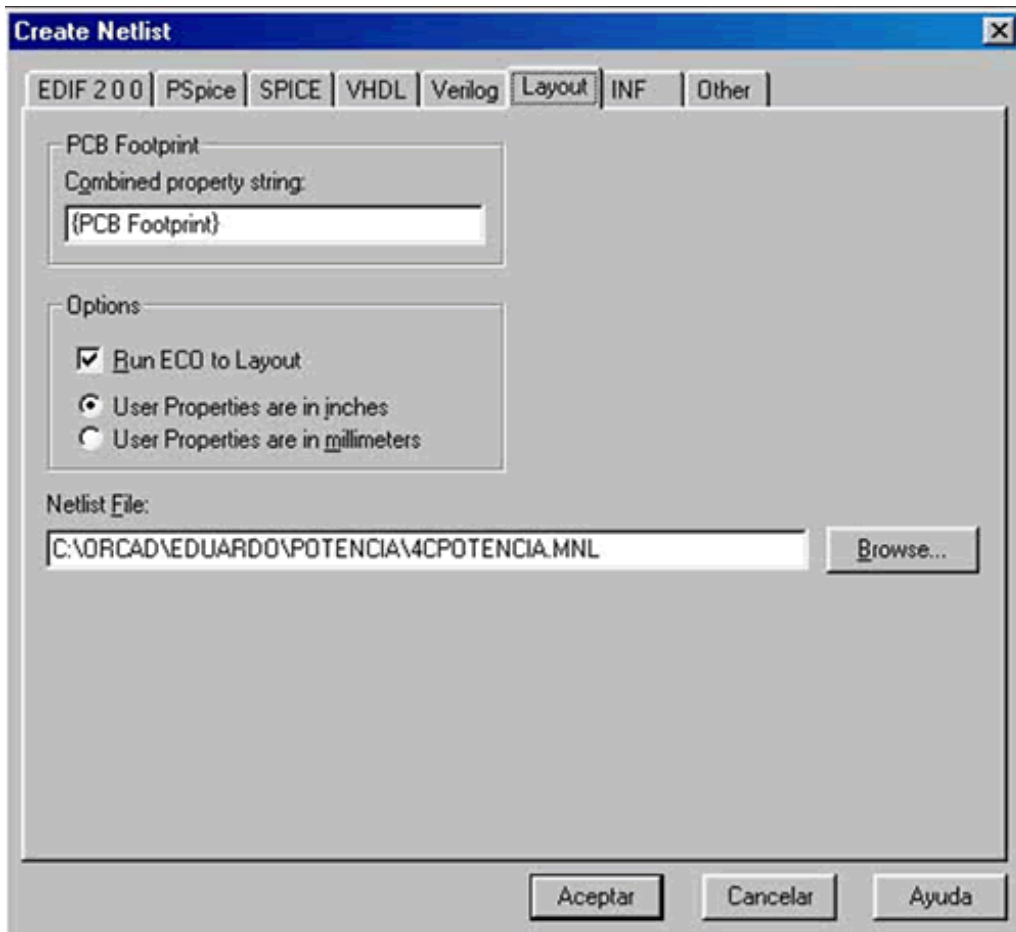 Create Netlist
EDIF 2 0 0 PSpice SPICE VHDL Verilog Layout INF Other
PCB Footprint
Combined property string:
{PCB Footprint}
Options
Run ECO to Layout
User Properties are in inches
User Properties are in millimeters
Netlist File:
C:\ORCAD\EDUARDO\POTENCIA\4CPOTENCIA.MNL Browse...
Aceptar Cancelar Ayuda